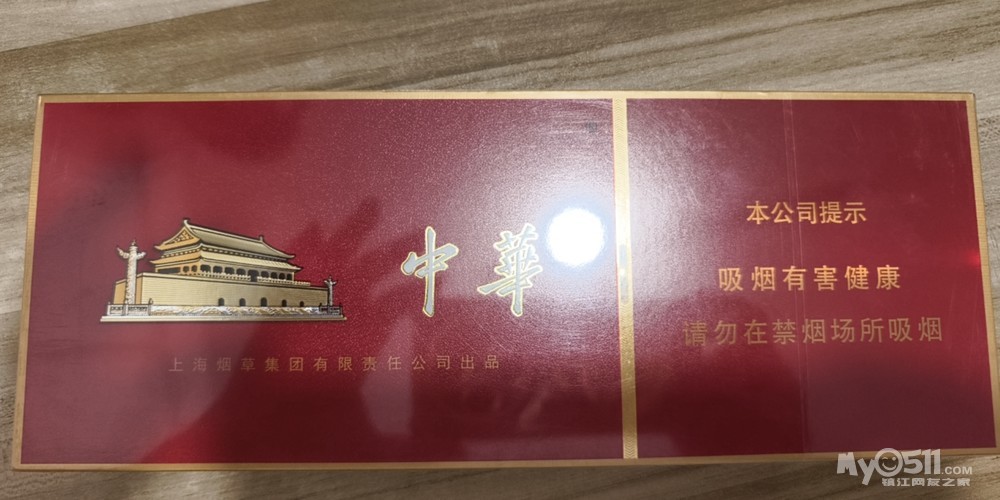 中華
上海烟草集团有限责任公司出品
本公司提示
吸烟有害健康
请勿在禁烟场所吸烟
MY0511.com
镇江网友之家